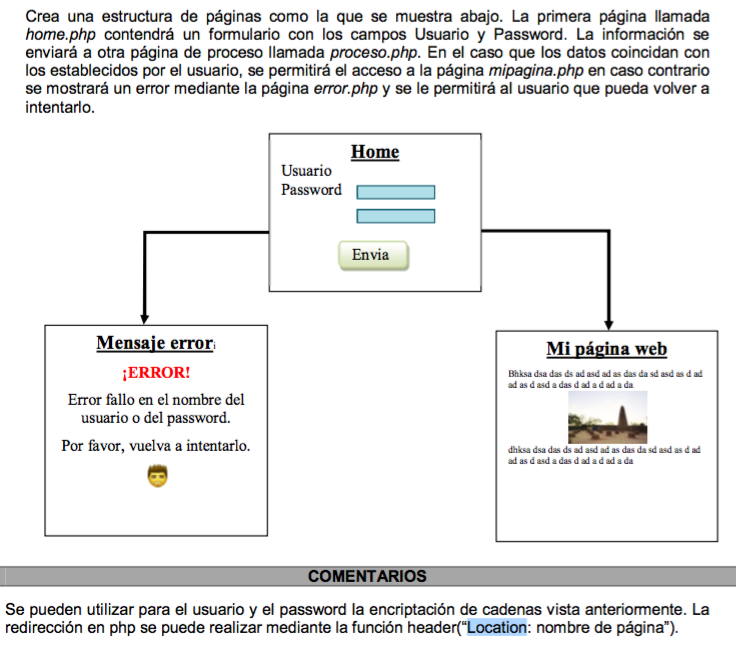 Crea una estructura de páginas como la que se muestra abajo. La primera página llamada
home.php contendrá un formulario con los campos Usuario y Password. La información se
enviará a otra página de proceso llamada proceso.php. En el caso que los datos coincidan con
los establecidos por el usuario, se permitirá el acceso a la página mipagina.php en caso contrario
se mostrará un error mediante la página error.php y se le permitirá al usuario que pueda volver a
intentarlo.
Home
Usuario
Password
Envia
Mensaje error
¡ERROR!
Error fallo en el nombre del
usuario o del password.
Por favor, vuelva a intentarlo.
Mi página web
Bhksa dsa das ds ad asd ad as das da sd asd as d ad
ad as d asd a das d ad a d ad a da
dhksa dsa das ds ad asd ad as das da sd asd as d ad
ad as d asd a das d ad a d ad a da
COMENTARIOS
Se pueden utilizar para el usuario y el password la encriptación de cadenas vista anteriormente. La
redirección en php se puede realizar mediante la función header(“Location: nombre de página”).